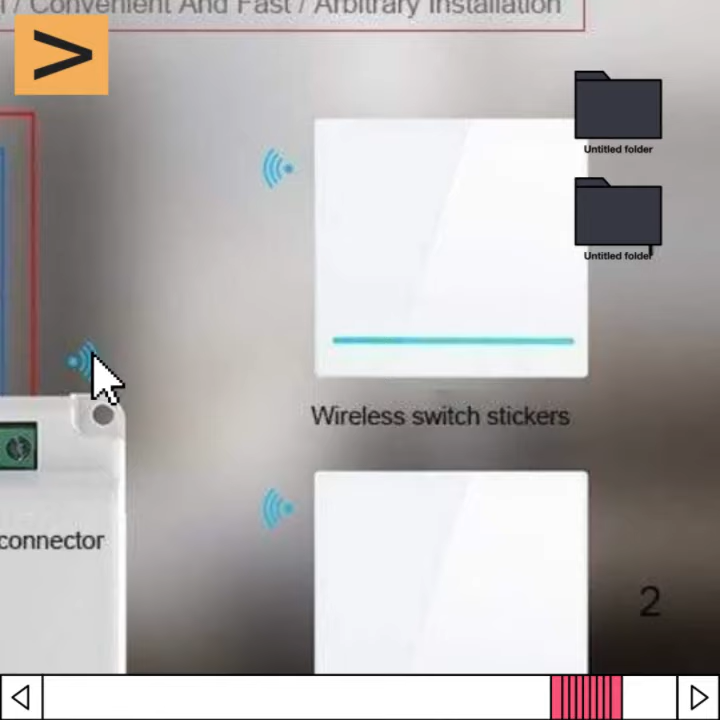 / Convenient And Fast / Arbitrary Installation
>
Untitled folder
Untitled folder
Wireless switch stickers
connector
2